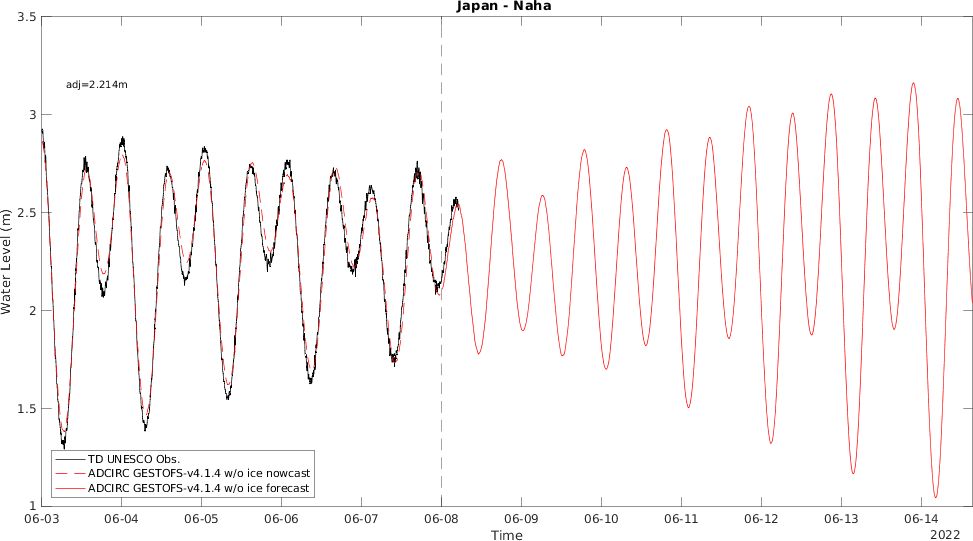 Japan - Naha
3.5
adj=2.214m
3
2.5
Water Level (m)
2
1.5
TD UNESCO Obs.
ADCIRC GESTOFS-v4.1.4 w/o ice nowcast
ADCIRC GESTOFS-v4.1.4 w/o ice forecast
1
06-03 06-04 06-05 06-06 06-07 06-08 06-09 06-10 06-11 06-12 06-13 06-14
Time
2022